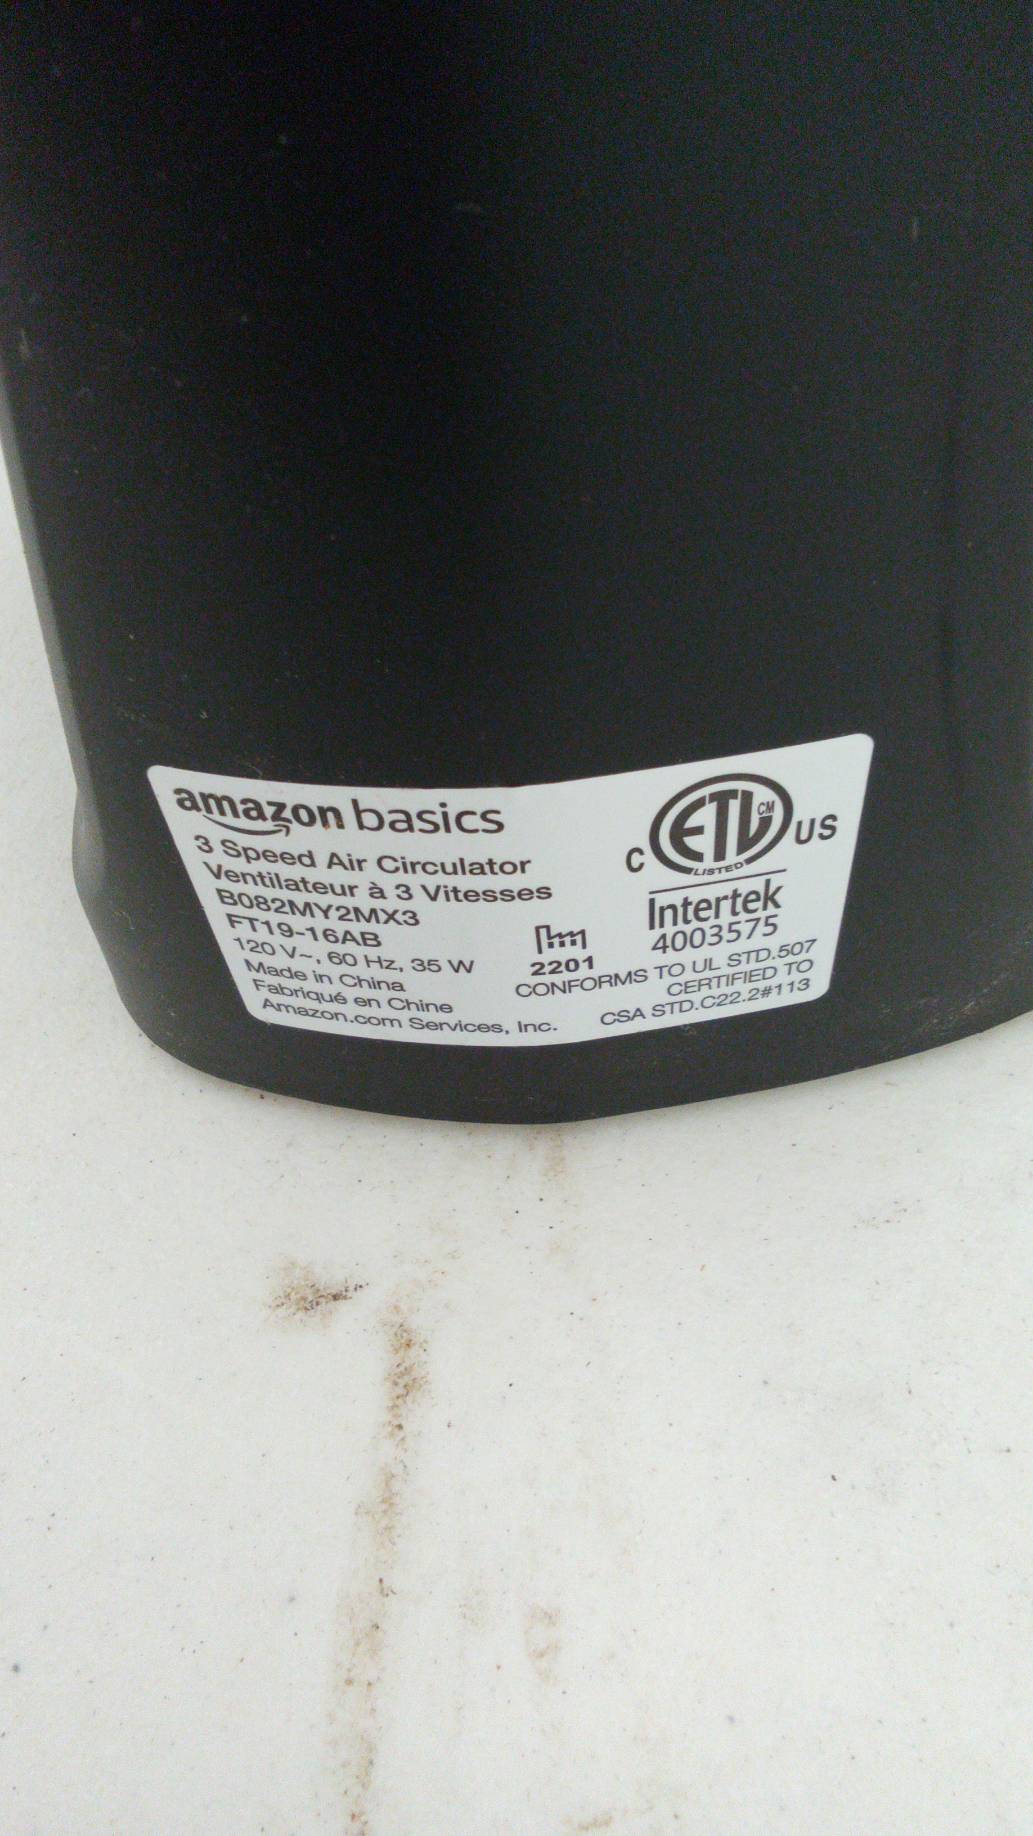 amazon basics
3 Speed Air Circulator
Ventilateur à 3 Vitesses
B082MY2MX3
FT19-16AB
120 V~, 60 Hz, 35 W
Made in China
Fabriqué en Chine
Amazon.com Services, Inc.
2201
C ETL CM US
LISTED
Intertek
4003575
CONFORMS TO UL STD.507
CERTIFIED TO
CSA STD.C22.2#113